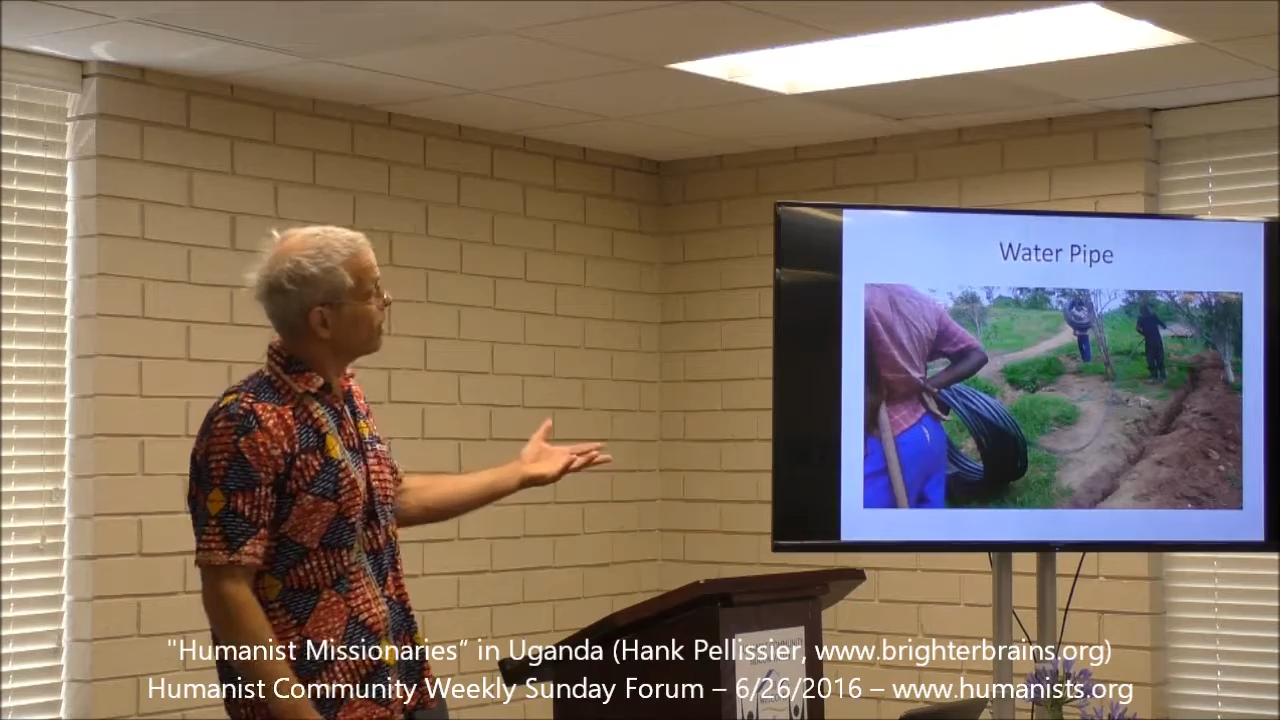 Water Pipe
COMMUNITY
"Humanist Missionaries“ in Uganda (Hank Pellissier, www.brighterbrains.org)
Humanist Community Weekly Sunday Forum – 6/26/2016 – www.humanists.org